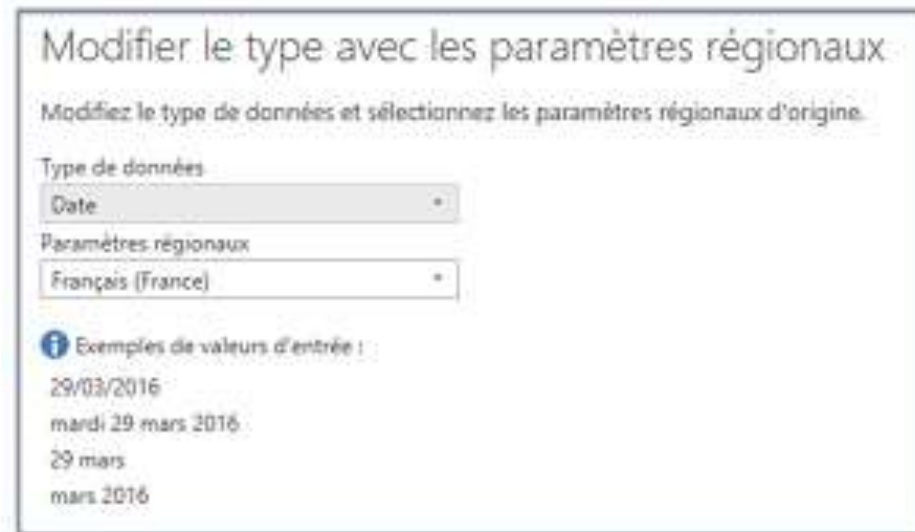 Modifier le type avec les paramètres régionaux
Modifiez le type de données et sélectionnez les paramètres régionaux d'origine.
Type de données
Date
Paramètres régionaux
Français (France)
Exemples de valeurs d'entrée :
29/03/2016
mardi 29 mars 2016
29 mars
mars 2016